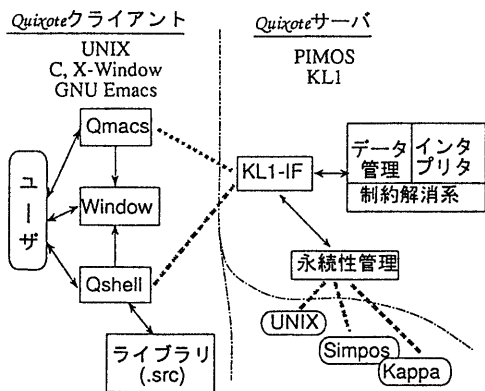 Quixoteクライアント
UNIX
C, X-Window
GNU Emacs
Qmacs
ユーザ
Window
Qshell
ライブラリ
(.src)
Quixoteサーバ
PIMOS
KL1
KL1-IF
データ
管理
インタ
プリタ
制約解消系
永続性管理
UNIX
Simpos
Kappa